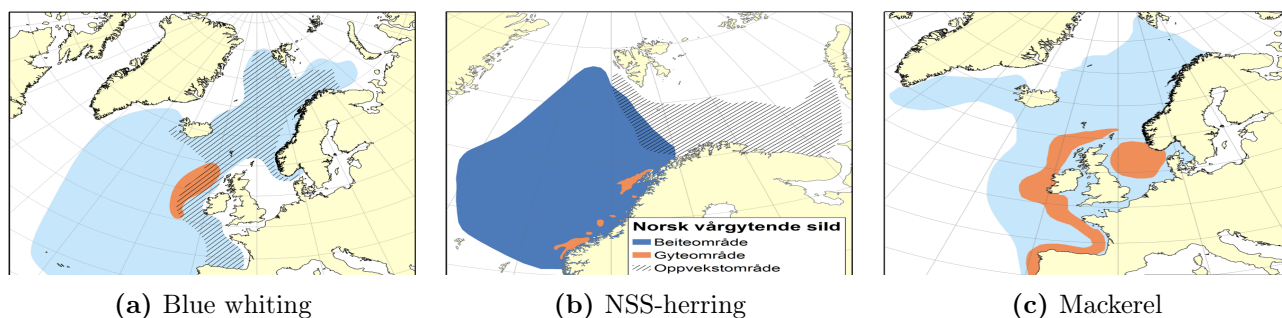 Norsk vårgytende sild
Beiteområde
Gyteområde
Oppvekstområde
(a) Blue whiting
(b) NSS-herring
(c) Mackerel